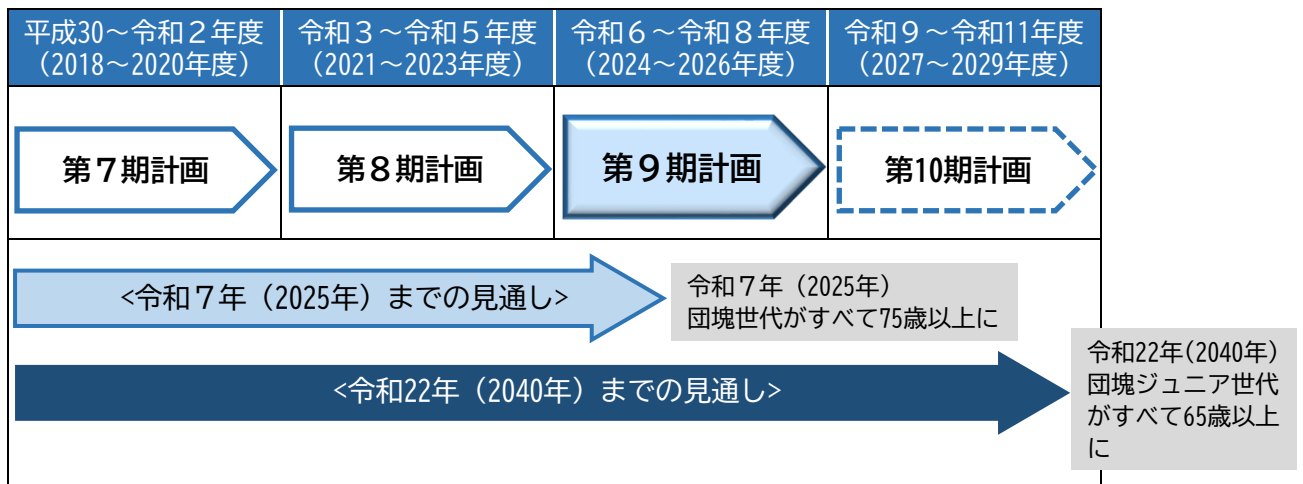 平成30～令和２年度
（2018～2020年度）
令和３～令和５年度
（2021～2023年度）
令和６～令和８年度
（2024～2026年度）
令和９～令和11年度
（2027～2029年度）
第７期計画
第８期計画
第９期計画
第10期計画
<令和７年（2025年）までの見通し>
令和７年（2025年）
団塊世代がすべて75歳以上に
<令和22年（2040年）までの見通し>
令和22年(2040年)
団塊ジュニア世代
がすべて65歳以上
に